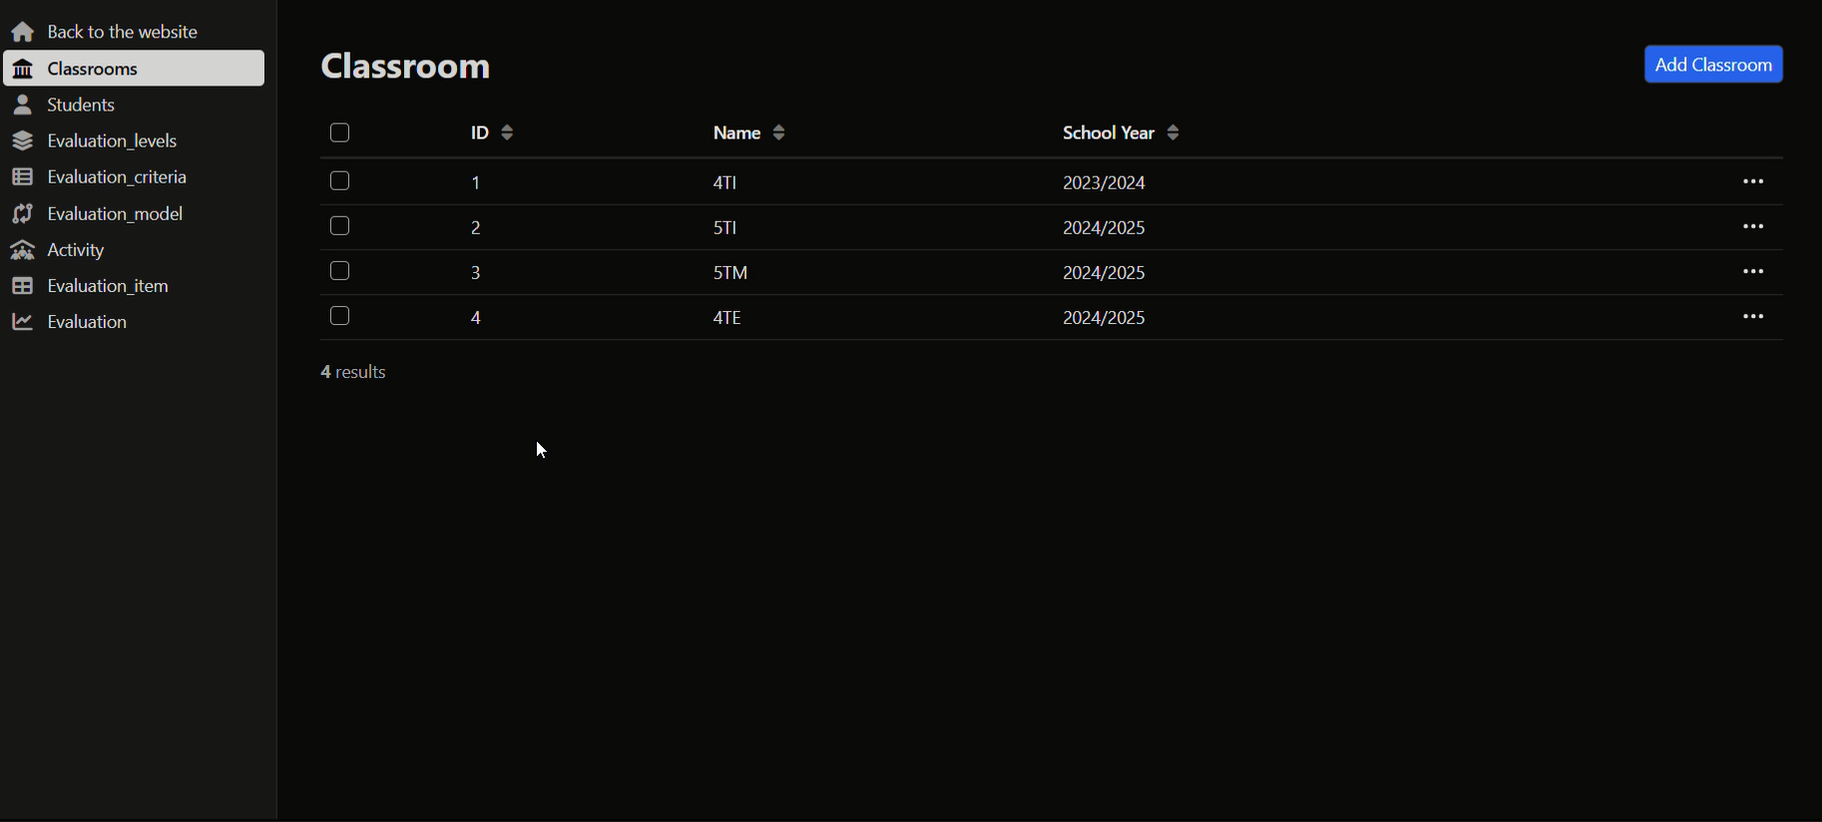 Back to the website
Classrooms
Students
Evaluation_levels
Evaluation_criteria
Evaluation_model
Activity
Evaluation_item
Evaluation
Classroom
Add Classroom
ID Name School Year
1 4TI 2023/2024 ...
2 5TI 2024/2025 ...
3 5TM 2024/2025 ...
4 4TE 2024/2025 ...
4 results